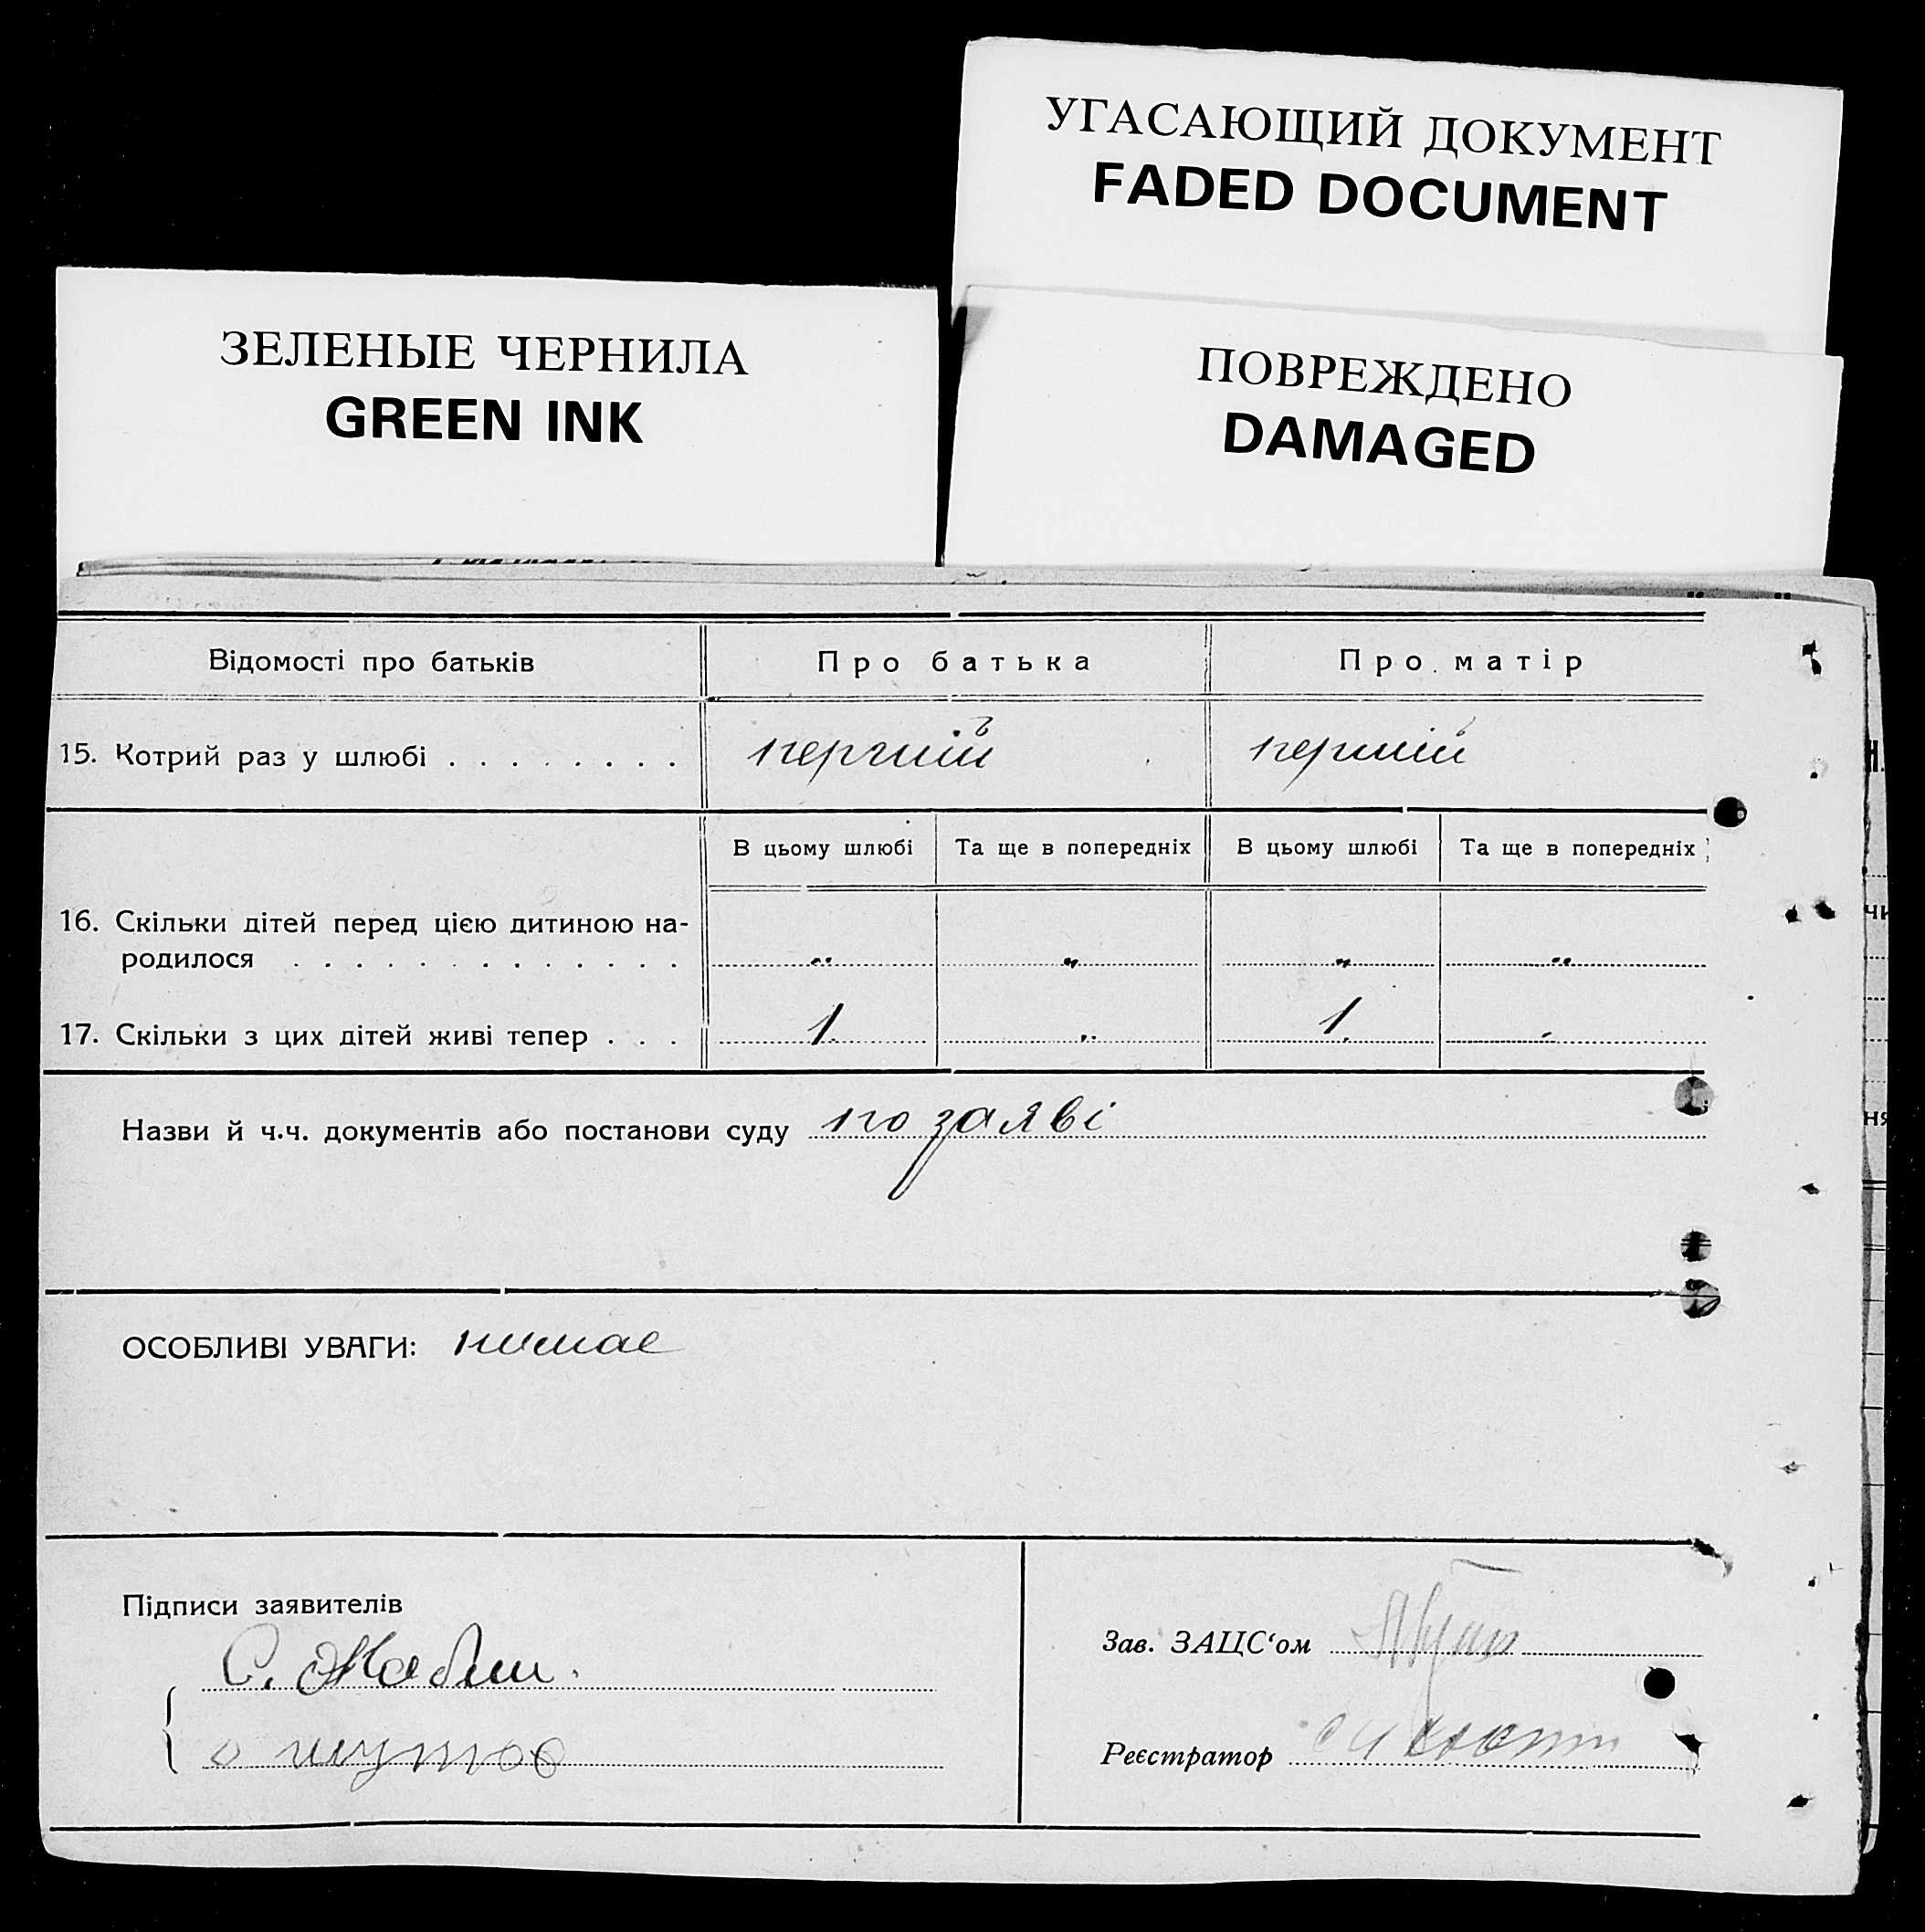 УГАСАЮЩИЙ ДОКУМЕНТ
FADED DOCUMENT
ЗЕЛЕНЫЕ ЧЕРНИЛА
GREEN INK
ПОВРЕЖДЕНО
DAMAGED
Відомості про батьків Про батька Про матір
15. Котрий раз у шлюбі . . . . . . . . перший перший
В цьому шлюбі Та ще в попередніх В цьому шлюбі Та ще в попередніх
16. Скільки дітей перед цією дитиною на-
родилося . . . . . . . . . . . . . „ „ „ „
17. Скільки з цих дітей живі тепер . . . 1. „ 1. „
Назви й ч.ч. документів або постанови суду по заяві
ОСОБЛИВІ УВАГИ: немає
Підписи заявителів
С.
Зав. ЗАЦС‘ом
Реєстратор